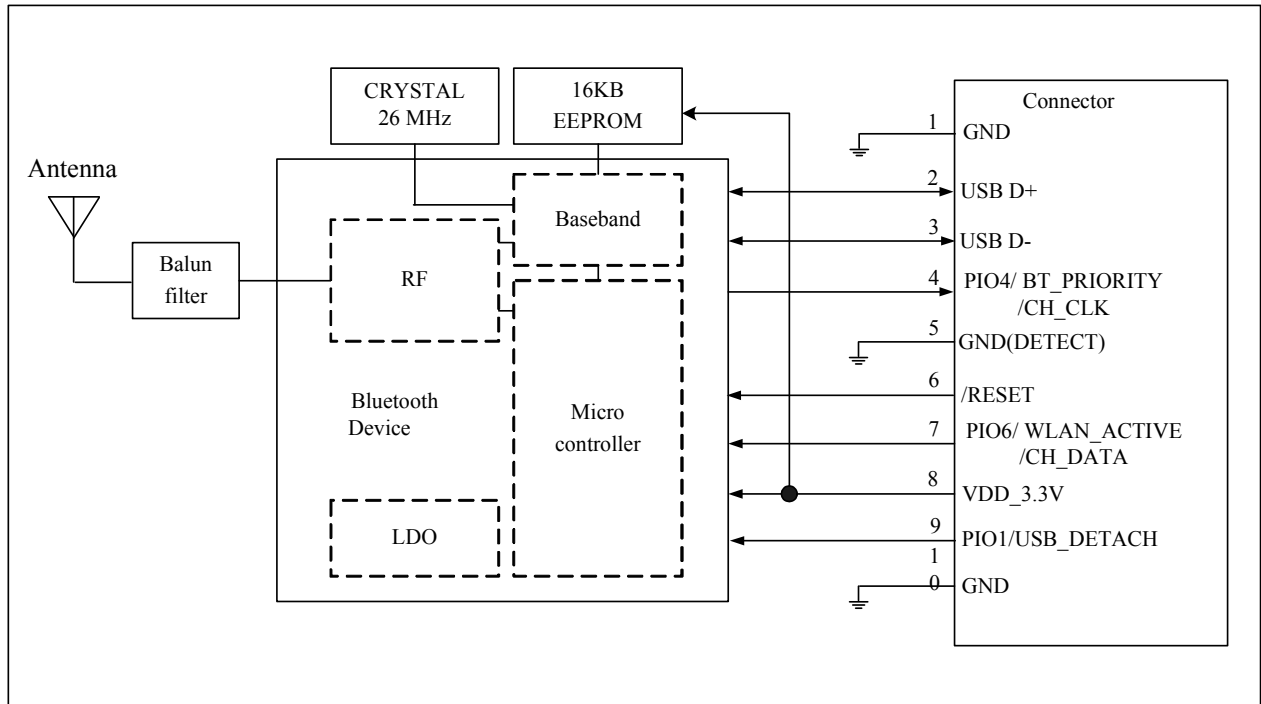 CRYSTAL
26 MHz
16KB
EEPROM
Connector
1
GND
Antenna
2
USB D+
Baseband
3
USB D-
Balun
filter
RF
4
PIO4/ BT_PRIORITY
/CH_CLK
5
GND(DETECT)
6
/RESET
Bluetooth
Device
Micro
controller
7
PIO6/ WLAN_ACTIVE
/CH_DATA
8
VDD_3.3V
LDO
9
PIO1/USB_DETACH
1
0
GND